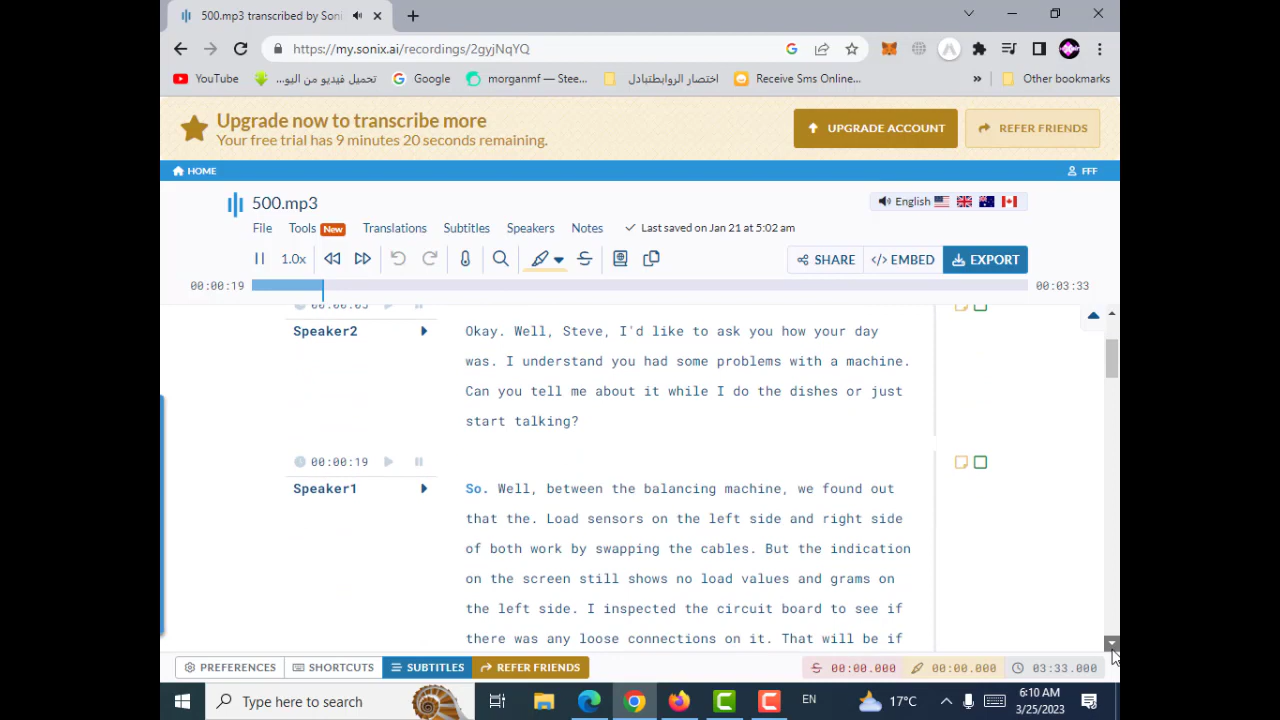 500.mp3 transcribed by Soni
https://my.sonix.ai/recordings/2gyjNqYQ
YouTube
تحميل فيديو من اليو...
Google
morganmf — Stee...
اختصار الروابطتبادل
Receive Sms Online...
»
Other bookmarks
Upgrade now to transcribe more
Your free trial has 9 minutes 20 seconds remaining.
UPGRADE ACCOUNT
REFER FRIENDS
HOME
FFF
500.mp3
English
File Tools New Translations Subtitles Speakers Notes Last saved on Jan 21 at 5:02 am
1.0x
SHARE </> EMBED EXPORT
00:00:19
00:03:33
Speaker2
Okay. Well, Steve, I'd like to ask you how your day
was. I understand you had some problems with a machine.
Can you tell me about it while I do the dishes or just
start talking?
00:00:19
Speaker1
So. Well, between the balancing machine, we found out
that the. Load sensors on the left side and right side
of both work by swapping the cables. But the indication
on the screen still shows no load values and grams on
the left side. I inspected the circuit board to see if
there was any loose connections on it. That will be if
PREFERENCES SHORTCUTS SUBTITLES REFER FRIENDS
00:00.000 00:00.000 03:33.000
Type here to search
EN
17°C
6:10 AM
3/25/2023